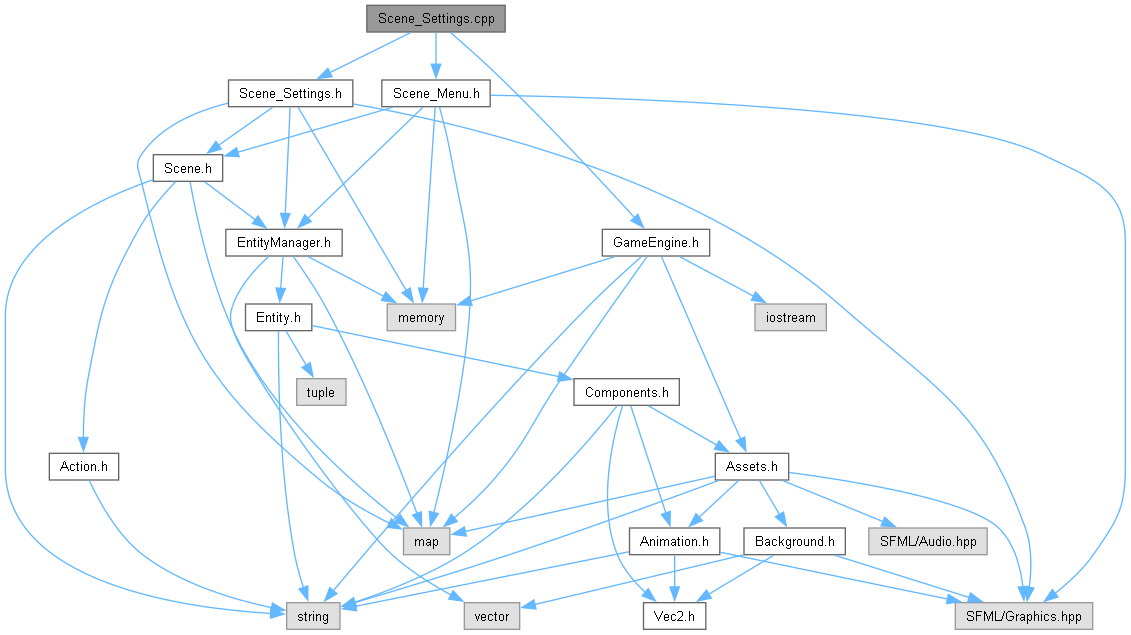 Scene_Settings.cpp
Scene_Settings.h
Scene_Menu.h
Scene.h
EntityManager.h
GameEngine.h
Entity.h
memory
iostream
tuple
Components.h
Action.h
Assets.h
map
Animation.h
Background.h
SFML/Audio.hpp
string
vector
Vec2.h
SFML/Graphics.hpp